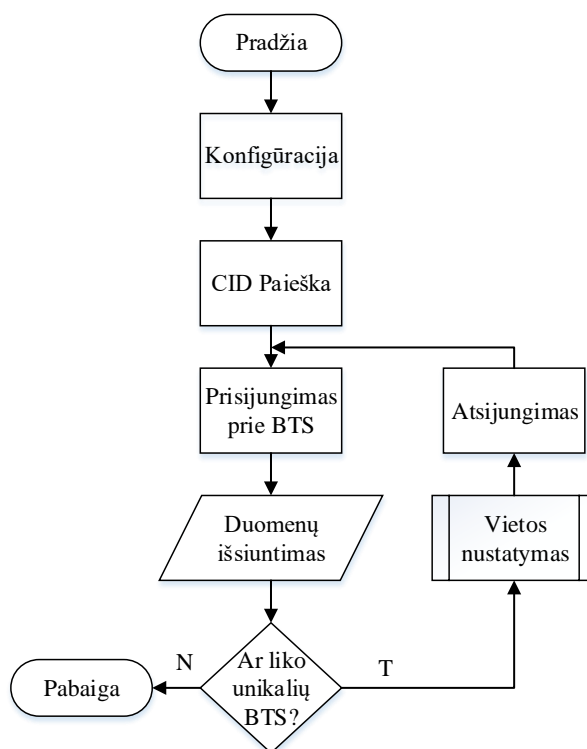 Pradžia
Konfigūracija
CID Paieška
Prisijungimas
prie BTS
Atsijungimas
Duomenų
išsiuntimas
Vietos
nustatymas
Ar liko
unikalių
BTS?
N
T
Pabaiga